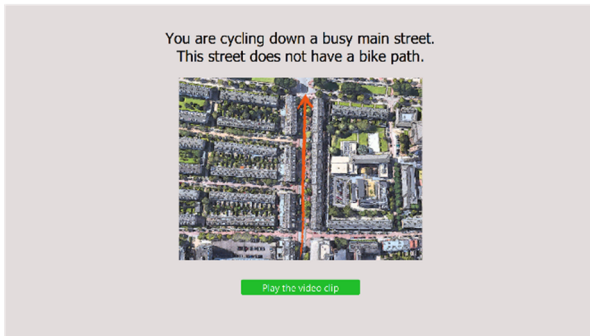 You are cycling down a busy main street.
This street does not have a bike path.
Play the video clip